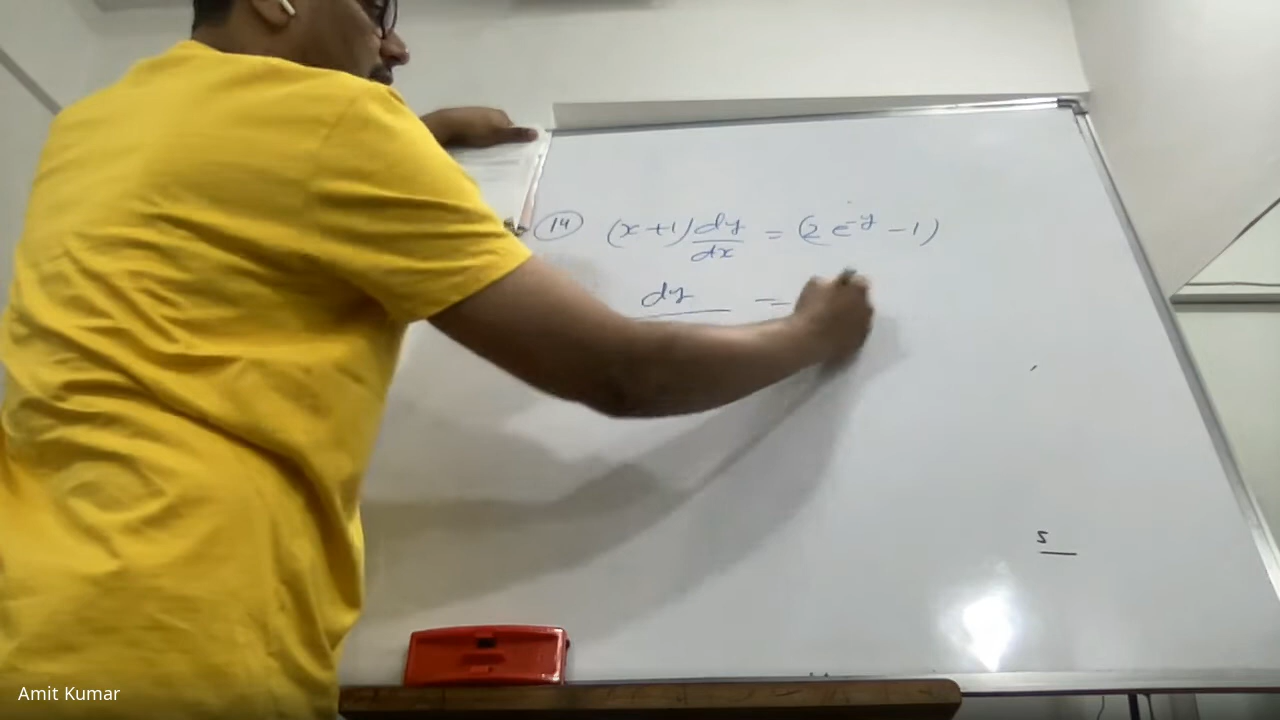 14 (x+1) dy/dx = (2e^-y - 1)
dy =
5
Amit Kumar